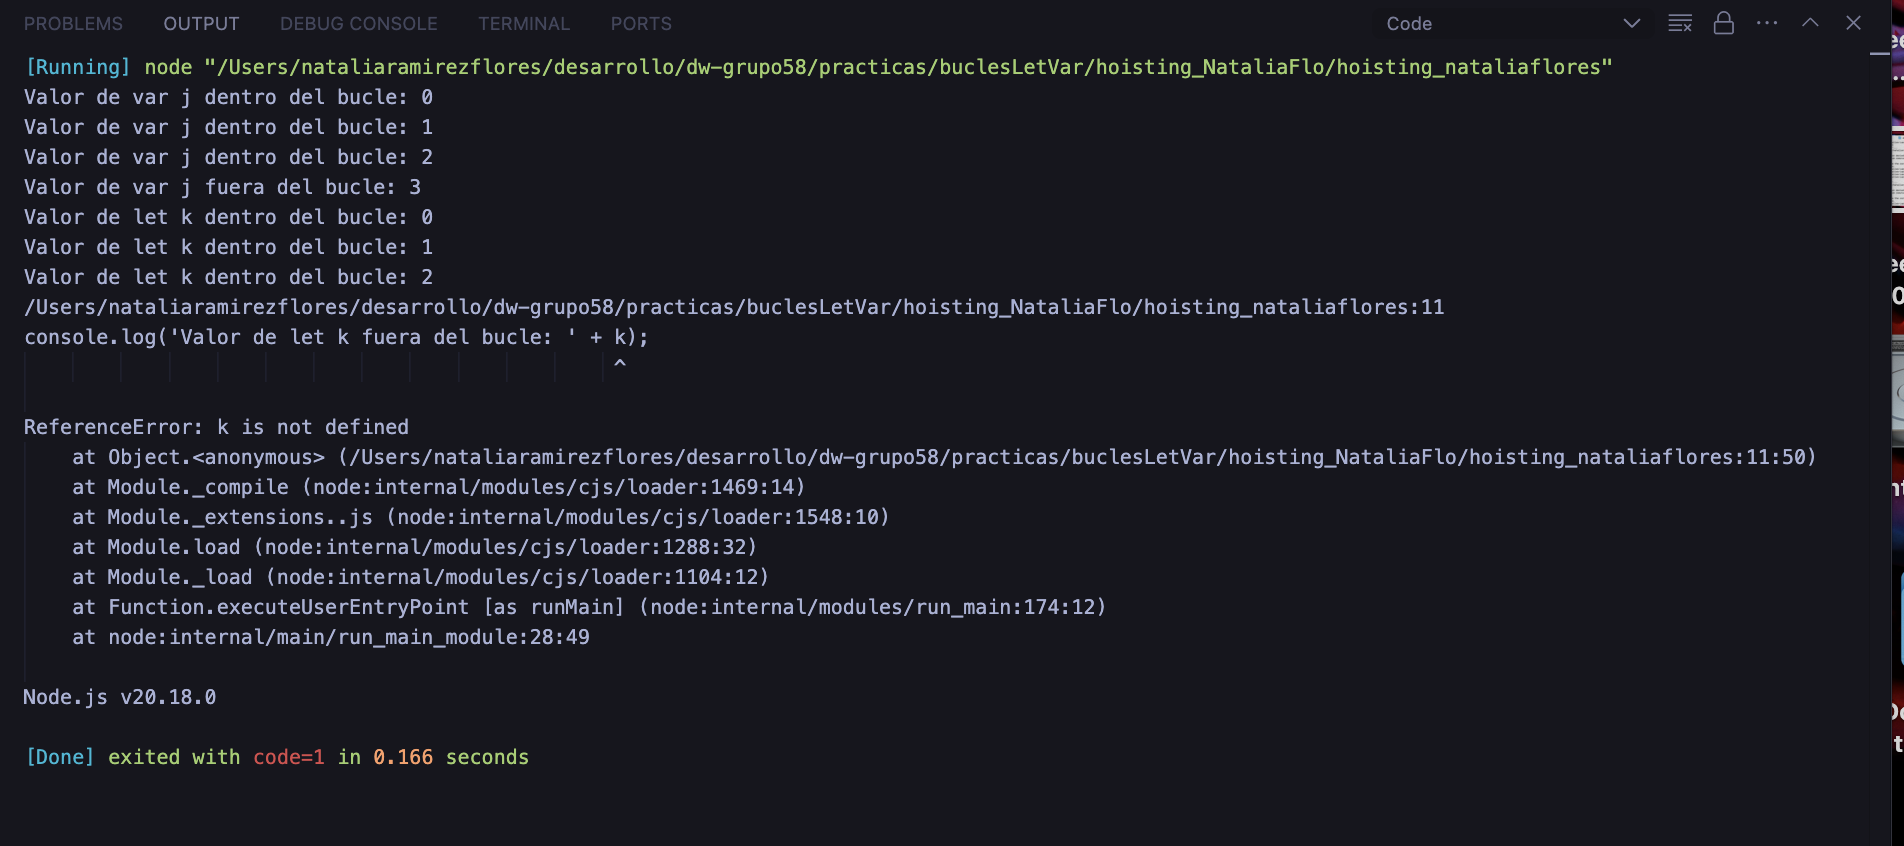 PROBLEMS OUTPUT DEBUG CONSOLE TERMINAL PORTS Code
[Running] node "/Users/nataliaramirezflores/desarrollo/dw-grupo58/practicas/buclesLetVar/hoisting_NataliaFlo/hoisting_nataliaflores"
Valor de var j dentro del bucle: 0
Valor de var j dentro del bucle: 1
Valor de var j dentro del bucle: 2
Valor de var j fuera del bucle: 3
Valor de let k dentro del bucle: 0
Valor de let k dentro del bucle: 1
Valor de let k dentro del bucle: 2
/Users/nataliaramirezflores/desarrollo/dw-grupo58/practicas/buclesLetVar/hoisting_NataliaFlo/hoisting_nataliaflores:11
console.log('Valor de let k fuera del bucle: ' + k);
^
ReferenceError: k is not defined
at Object.<anonymous> (/Users/nataliaramirezflores/desarrollo/dw-grupo58/practicas/buclesLetVar/hoisting_NataliaFlo/hoisting_nataliaflores:11:50)
at Module._compile (node:internal/modules/cjs/loader:1469:14)
at Module._extensions..js (node:internal/modules/cjs/loader:1548:10)
at Module.load (node:internal/modules/cjs/loader:1288:32)
at Module._load (node:internal/modules/cjs/loader:1104:12)
at Function.executeUserEntryPoint [as runMain] (node:internal/modules/run_main:174:12)
at node:internal/main/run_main_module:28:49
Node.js v20.18.0
[Done] exited with code=1 in 0.166 seconds